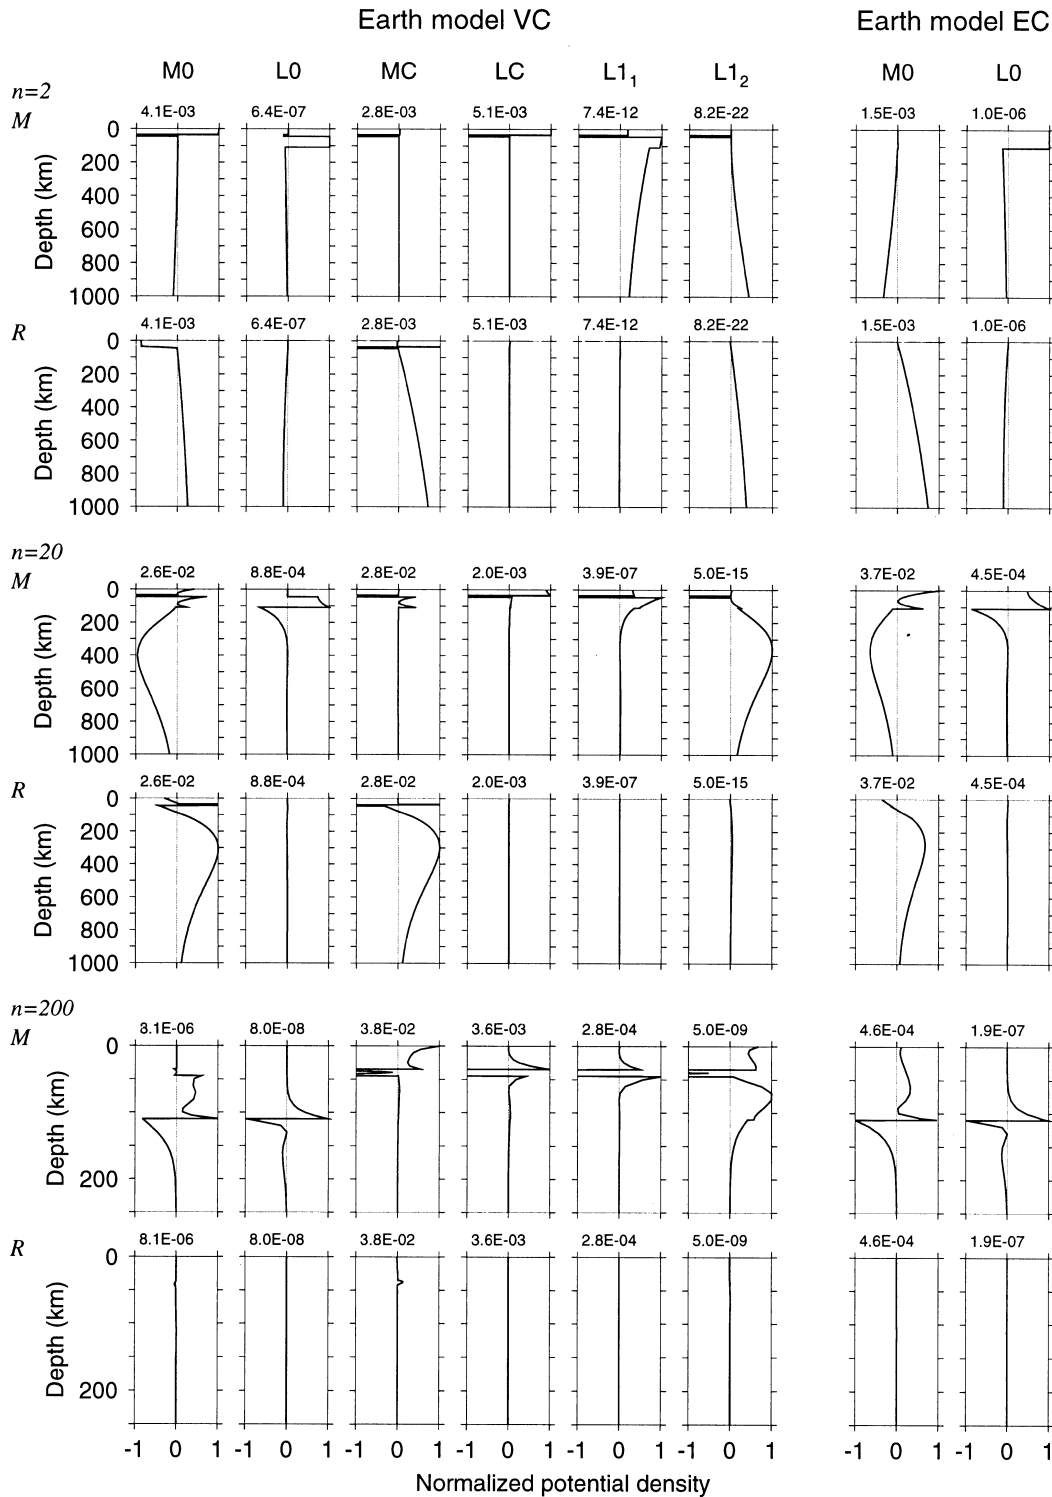 Earth model VC Earth model EC
M0 L0 MC LC L1₁ L1₂ M0 L0
n=2
M 4.1E-03 6.4E-07 2.8E-03 5.1E-03 7.4E-12 8.2E-22 1.5E-03 1.0E-06
0
200
400
600
800
1000
Depth (km)
R 4.1E-03 6.4E-07 2.8E-03 5.1E-03 7.4E-12 8.2E-22 1.5E-03 1.0E-06
0
200
400
600
800
1000
Depth (km)
n=20
M 2.6E-02 8.8E-04 2.8E-02 2.0E-03 3.9E-07 5.0E-15 3.7E-02 4.5E-04
0
200
400
600
800
1000
Depth (km)
R 2.6E-02 8.8E-04 2.8E-02 2.0E-03 3.9E-07 5.0E-15 3.7E-02 4.5E-04
0
200
400
600
800
1000
Depth (km)
n=200
M 3.1E-06 8.0E-08 3.8E-02 3.6E-03 2.8E-04 5.0E-09 4.6E-04 1.9E-07
0
200
Depth (km)
R 8.1E-06 8.0E-08 3.8E-02 3.6E-03 2.8E-04 5.0E-09 4.6E-04 1.9E-07
0
200
Depth (km)
-1 0 1 -1 0 1 -1 0 1 -1 0 1 -1 0 1 -1 0 1 -1 0 1 -1 0 1
Normalized potential density